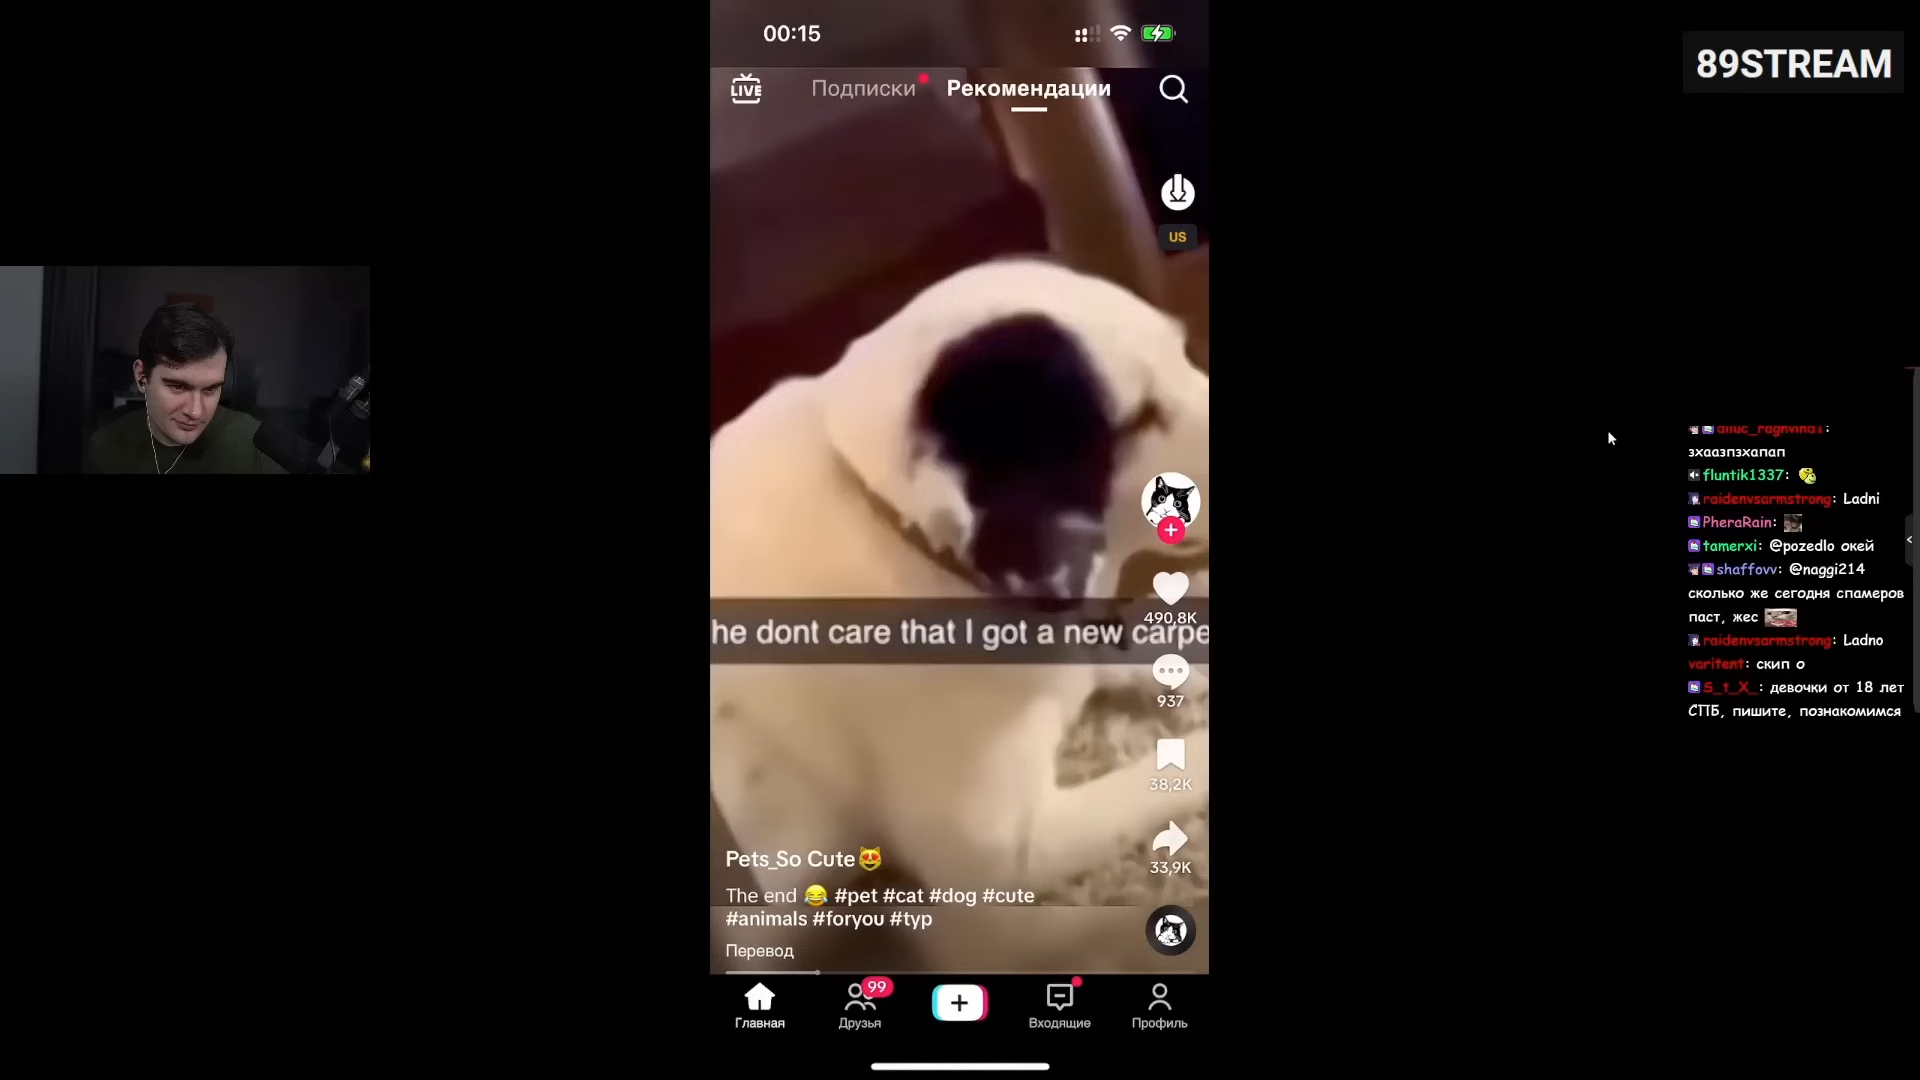 00:15
89STREAM
LIVE
Подписки
Рекомендации
US
зхаазпзхапап
fluntik1337:
raidenvsarmstrong: Ladni
PheraRain:
tamerxi: @pozedlo окей
shaffovv: @naggi214
сколько же сегодня спамеров
паст, жес
raidenvsarmstrong: Ladno
varitent: скип о
S_t_X_: девочки от 18 лет
СПБ, пишите, познакомимся
490,8K
he dont care that I got a new carpe
937
38,2K
33,9K
Pets_So Cute😻
The end 😂 #pet #cat #dog #cute
#animals #foryou #typ
Перевод
99
Главная
Друзья
Входящие
Профиль